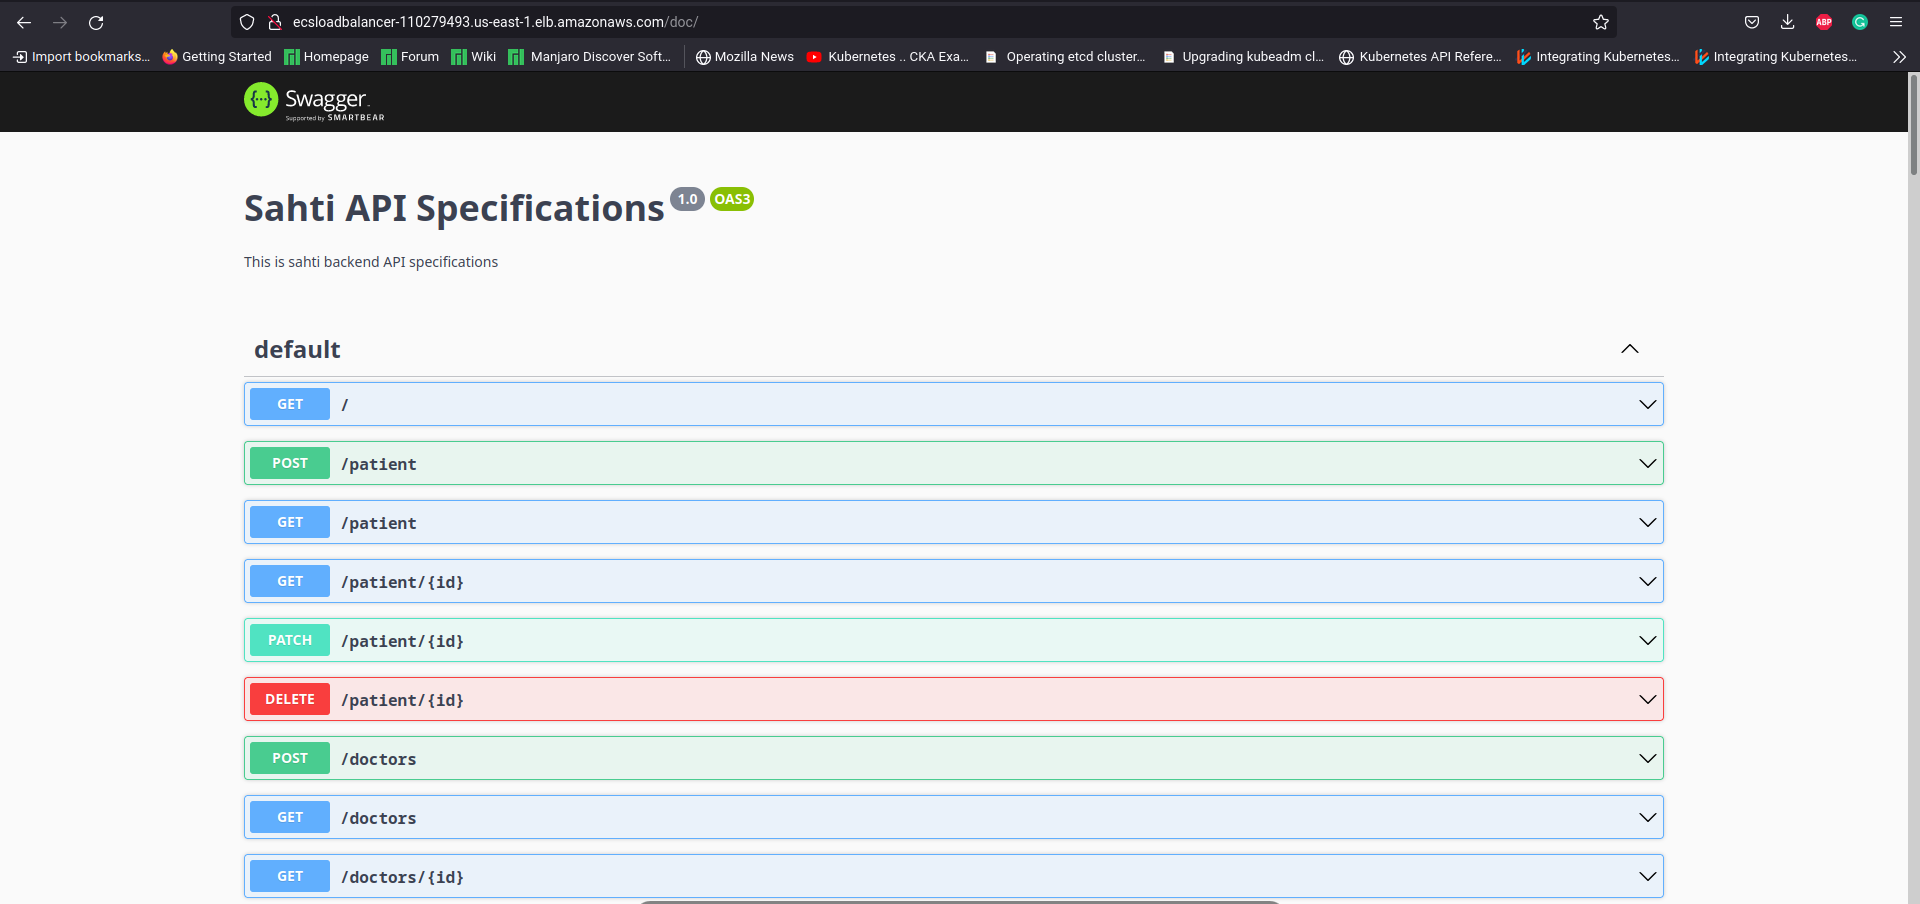 ecsloadbalancer-110279493.us-east-1.elb.amazonaws.com/doc/
ABP
Import bookmarks... Getting Started Homepage Forum Wiki Manjaro Discover Soft... Mozilla News Kubernetes .. CKA Exa... Operating etcd cluster... Upgrading kubeadm cl... Kubernetes API Refere... Integrating Kubernetes... Integrating Kubernetes...
{···} Swagger.
Supported by SMARTBEAR
Sahti API Specifications 1.0 OAS3
This is sahti backend API specifications
default
GET /
POST /patient
GET /patient
GET /patient/{id}
PATCH /patient/{id}
DELETE /patient/{id}
POST /doctors
GET /doctors
GET /doctors/{id}